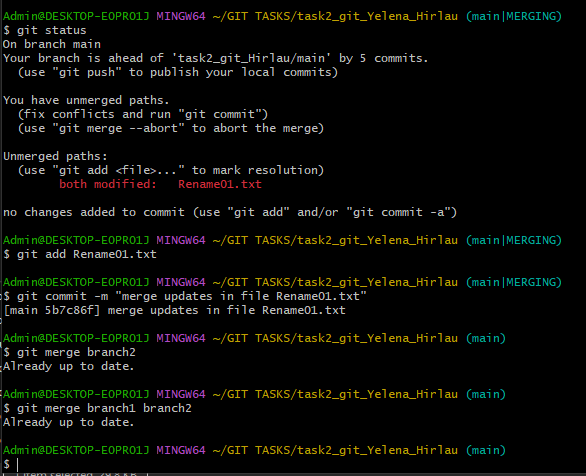 Admin@DESKTOP-EOPRO1J MINGW64 ~/GIT TASKS/task2_git_Yelena_Hirlau (main|MERGING)
$ git status
On branch main
Your branch is ahead of 'task2_git_Hirlau/main' by 5 commits.
  (use "git push" to publish your local commits)

You have unmerged paths.
  (fix conflicts and run "git commit")
  (use "git merge --abort" to abort the merge)

Unmerged paths:
  (use "git add <file>..." to mark resolution)
        both modified:   Rename01.txt

no changes added to commit (use "git add" and/or "git commit -a")

Admin@DESKTOP-EOPRO1J MINGW64 ~/GIT TASKS/task2_git_Yelena_Hirlau (main|MERGING)
$ git add Rename01.txt

Admin@DESKTOP-EOPRO1J MINGW64 ~/GIT TASKS/task2_git_Yelena_Hirlau (main|MERGING)
$ git commit -m "merge updates in file Rename01.txt"
[main 5b7c86f] merge updates in file Rename01.txt

Admin@DESKTOP-EOPRO1J MINGW64 ~/GIT TASKS/task2_git_Yelena_Hirlau (main)
$ git merge branch2
Already up to date.

Admin@DESKTOP-EOPRO1J MINGW64 ~/GIT TASKS/task2_git_Yelena_Hirlau (main)
$ git merge branch1 branch2
Already up to date.

Admin@DESKTOP-EOPRO1J MINGW64 ~/GIT TASKS/task2_git_Yelena_Hirlau (main)
$